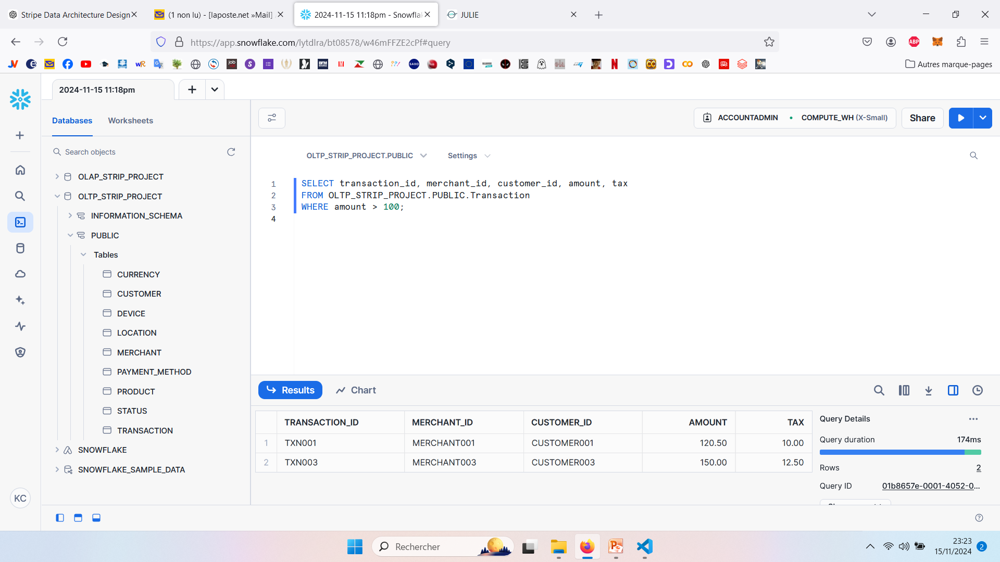 Stripe Data Architecture Design
(1 non lu) - [laposte.net »Mail]
2024-11-15 11:18pm - Snowfla
JULIE
https://app.snowflake.com/lytdlra/bt08578/w46mFFZE2cPf#query
ABP
Autres marque-pages
2024-11-15 11:18pm
Databases
Worksheets
ACCOUNTADMIN
COMPUTE_WH (X-Small)
Share
Search objects
OLAP_STRIP_PROJECT
OLTP_STRIP_PROJECT
INFORMATION_SCHEMA
PUBLIC
Tables
CURRENCY
CUSTOMER
DEVICE
LOCATION
MERCHANT
PAYMENT_METHOD
PRODUCT
STATUS
TRANSACTION
SNOWFLAKE
SNOWFLAKE_SAMPLE_DATA
KC
OLTP_STRIP_PROJECT.PUBLIC
Settings
1 SELECT transaction_id, merchant_id, customer_id, amount, tax
2 FROM OLTP_STRIP_PROJECT.PUBLIC.Transaction
3 WHERE amount > 100;
4
Results
Chart
TRANSACTION_ID MERCHANT_ID CUSTOMER_ID AMOUNT TAX
1 TXN001 MERCHANT001 CUSTOMER001 120.50 10.00
2 TXN003 MERCHANT003 CUSTOMER003 150.00 12.50
Query Details
Query duration 174ms
Rows 2
Query ID 01b8657e-0001-4052-0...
Rechercher
23:23
15/11/2024
2